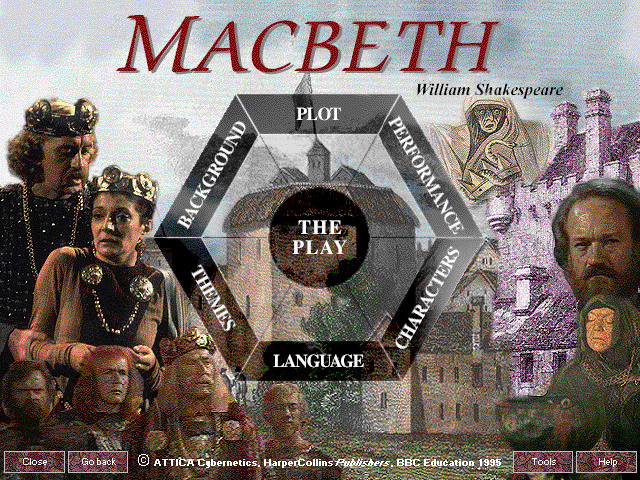 MACBETH
William Shakespeare
PLOT
BACKGROUND
PERFORMANCE
THE
PLAY
THEMES
CHARACTERS
LANGUAGE
Close
Go back
© ATTICA Cybernetics, HarperCollins Publishers, BBC Education 1995
Tools
Help